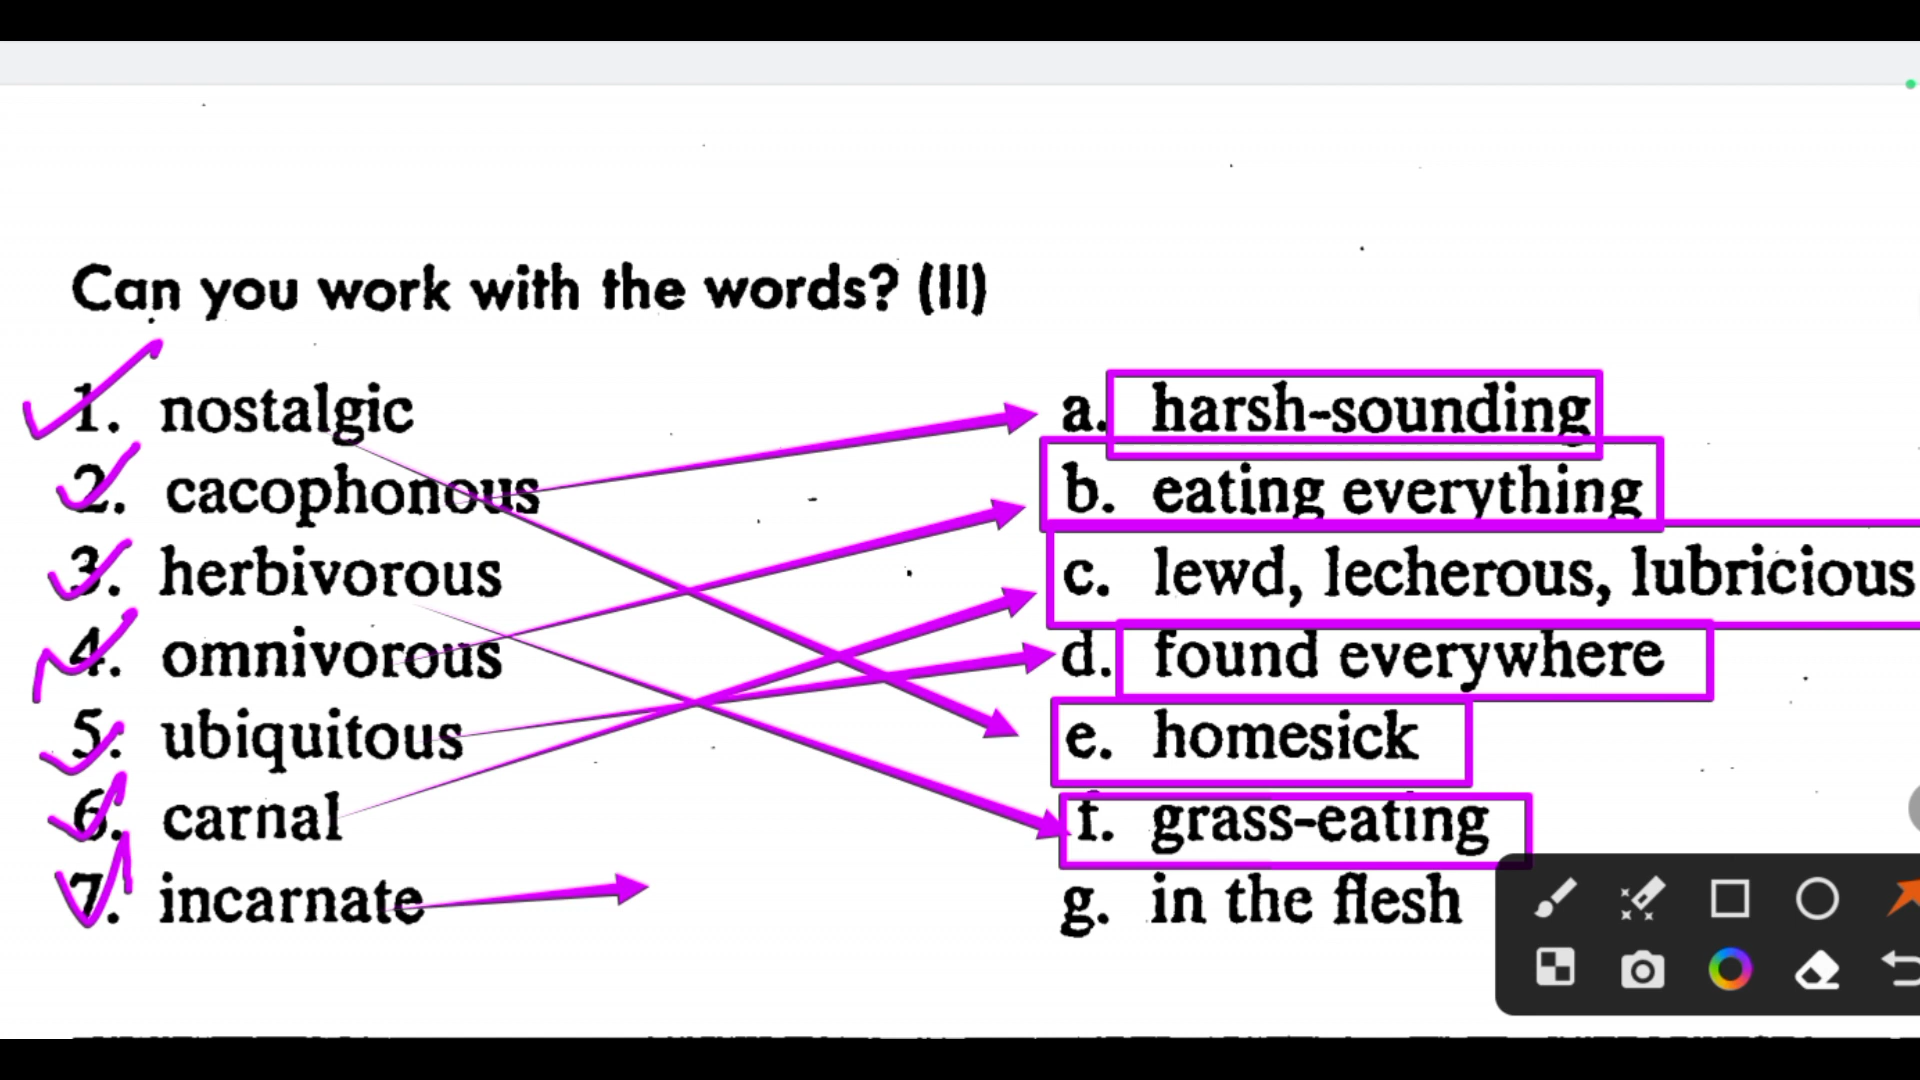 Can you work with the words? (II)
1. nostalgic
2. cacophonous
3. herbivorous
4. omnivorous
5. ubiquitous
6. carnal
7. incarnate
a. harsh-sounding
b. eating everything
c. lewd, lecherous, lubricious
d. found everywhere
e. homesick
f. grass-eating
g. in the flesh